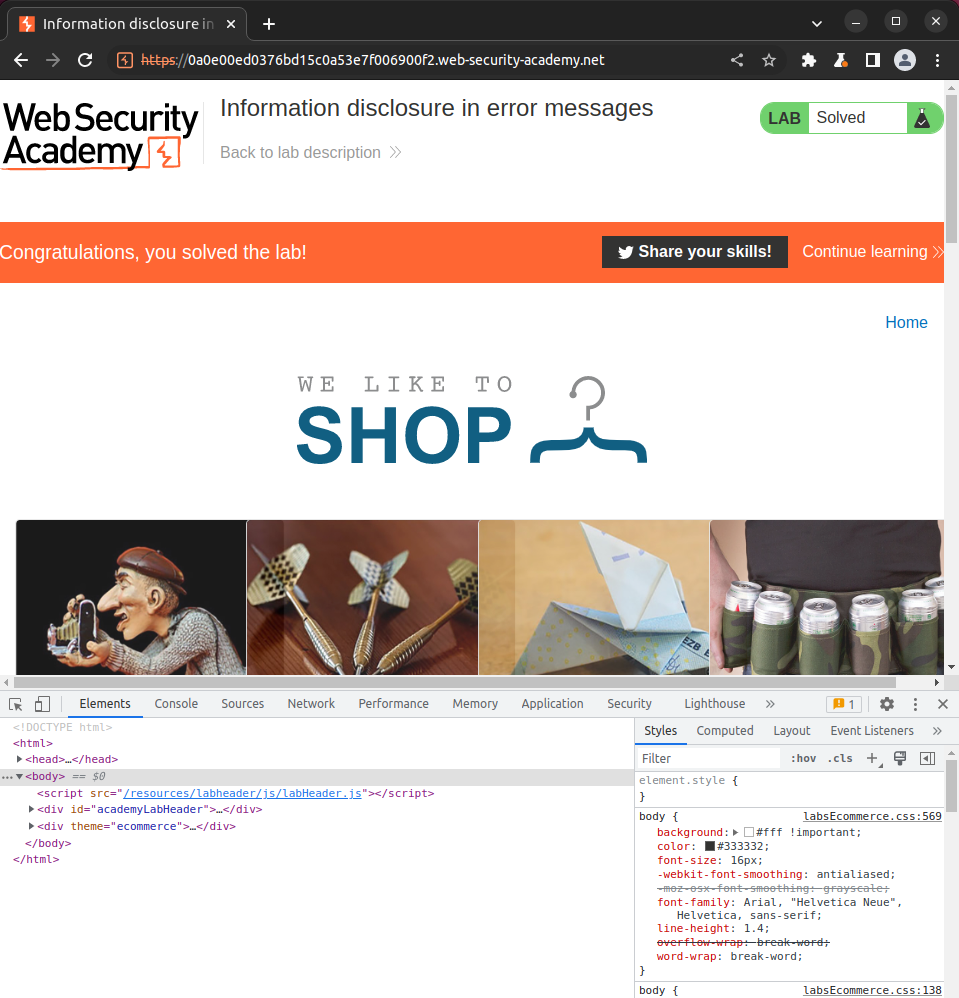 Information disclosure in
https://0a0e00ed0376bd15c0a53e7f006900f2.web-security-academy.net
Web Security
Academy
Information disclosure in error messages
Back to lab description
LAB Solved
Congratulations, you solved the lab!
Share your skills!
Continue learning
Home
WE LIKE TO
SHOP
EZB
Elements Console Sources Network Performance Memory Application Security Lighthouse » 1
<!DOCTYPE html>
<html>
<head>…</head>
<body> == $0
<script src="/resources/labheader/js/labHeader.js"></script>
<div id="academyLabHeader">…</div>
<div theme="ecommerce">…</div>
</body>
</html>
Styles Computed Layout Event Listeners »
Filter :hov .cls +
element.style {
}
body { labsEcommerce.css:569
background: #fff !important;
color: #333332;
font-size: 16px;
-webkit-font-smoothing: antialiased;
-moz-osx-font-smoothing: grayscale;
font-family: Arial, "Helvetica Neue",
Helvetica, sans-serif;
line-height: 1.4;
overflow-wrap: break-word;
word-wrap: break-word;
}
body { labsEcommerce.css:138